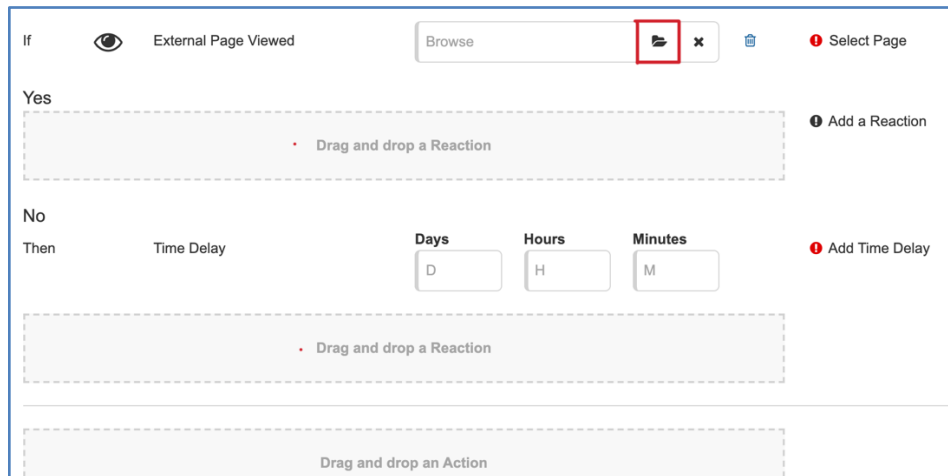 If External Page Viewed Browse Select Page
Yes
Add a Reaction
Drag and drop a Reaction
No
Days Hours Minutes
Then Time Delay Add Time Delay
D H M
Drag and drop a Reaction
Drag and drop an Action